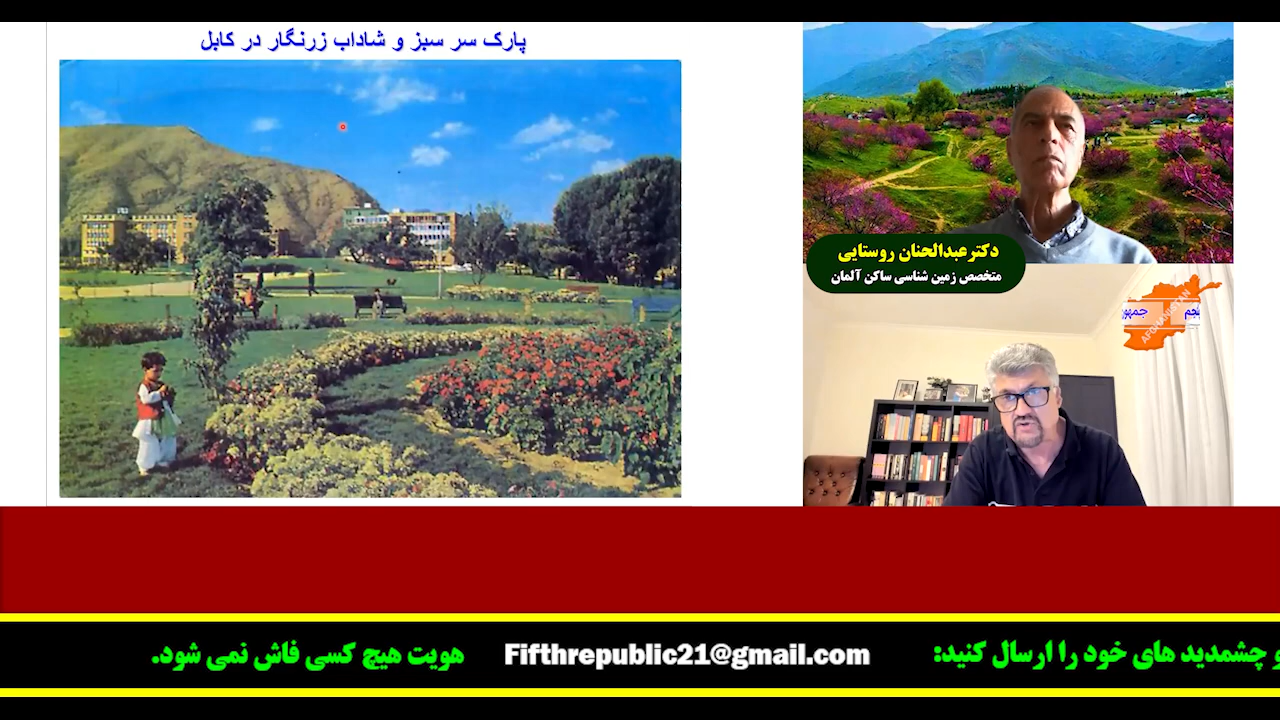 پارک سر سبز و شاداب زرنگار در کابل
دکترعبدالحنان روستایی
متخصص زمین شناسی ساکن آلمان
AFGHANISTAN
و چشمدید های خود را ارسال کنید: Fifthrepublic21@gmail.com هویت هیچ کسی فاش نمی شود.